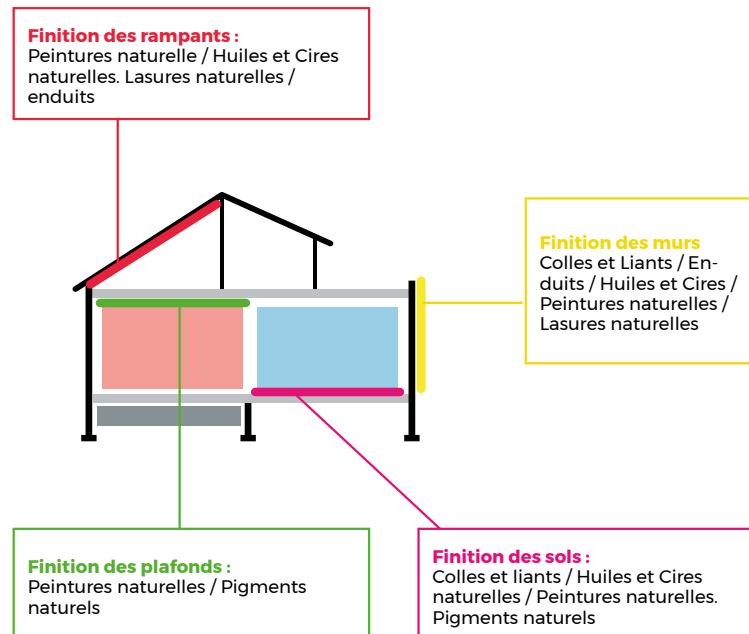 Finition des rampants :
Peintures naturelle / Huiles et Cires
naturelles. Lasures naturelles /
enduits
Finition des murs
Colles et Liants / En-
duits / Huiles et Cires /
Peintures naturelles /
Lasures naturelles
Finition des plafonds :
Peintures naturelles / Pigments
naturels
Finition des sols :
Colles et liants / Huiles et Cires
naturelles / Peintures naturelles.
Pigments naturels